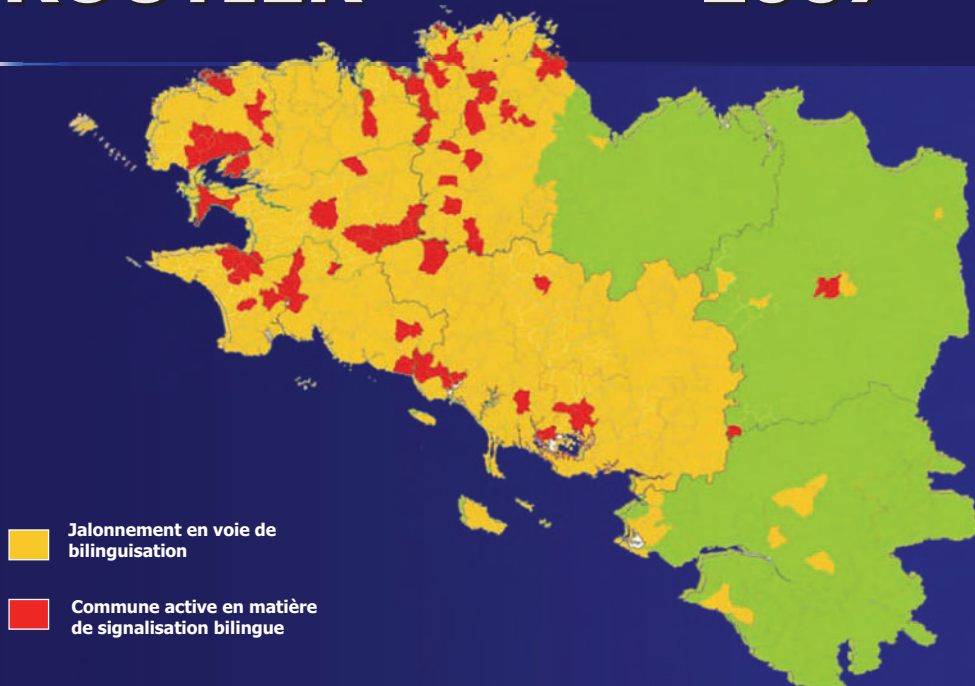 Jalonnement en voie de
bilinguisation
Commune active en matière
de signalisation bilingue